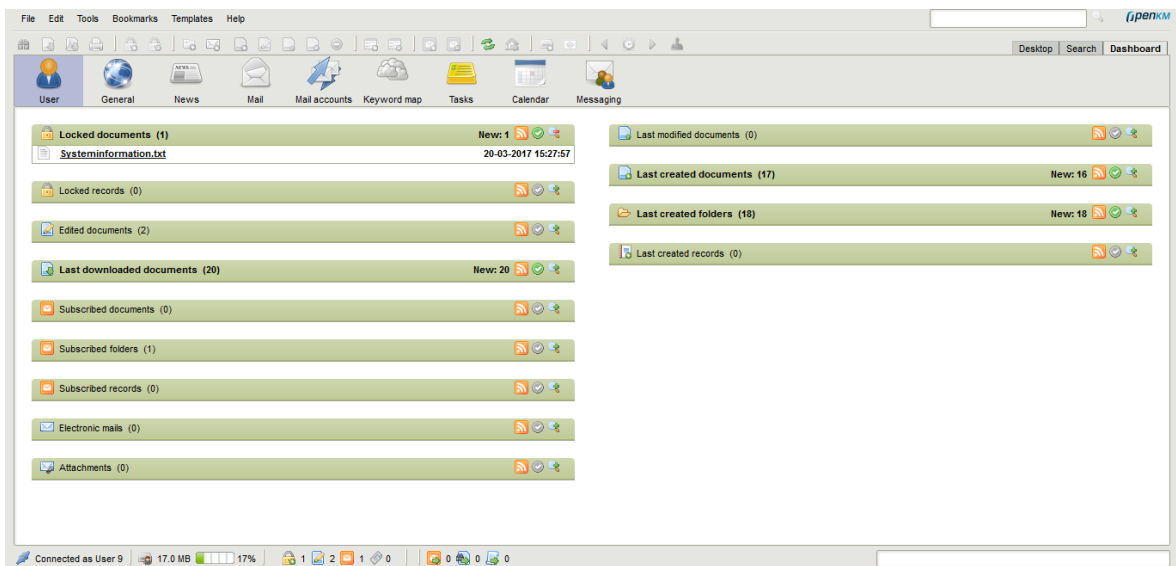 File Edit Tools Bookmarks Templates Help
openKM
Desktop Search Dashboard
NEWS
User General News Mail Mail accounts Keyword map Tasks Calendar Messaging
Locked documents (1) New: 1
Systeminformation.txt 20-03-2017 15:27:57
Locked records (0)
Edited documents (2)
Last downloaded documents (20) New: 20
Subscribed documents (0)
Subscribed folders (1)
Subscribed records (0)
Electronic mails (0)
Attachments (0)
Last modified documents (0)
Last created documents (17) New: 16
Last created folders (18) New: 18
Last created records (0)
Connected as User 9 17.0 MB 17% 1 2 1 0 0 0 0